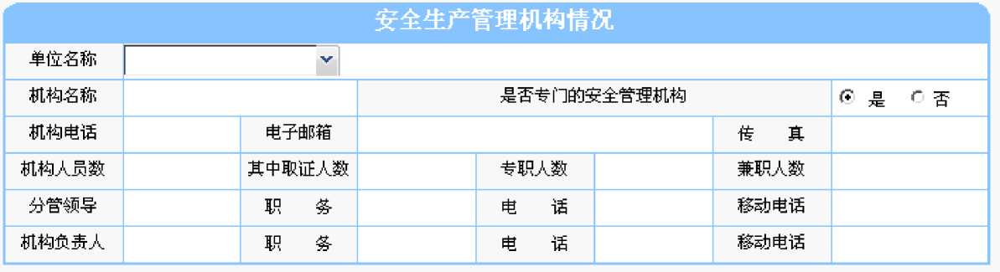 安全生产管理机构情况
单位名称
机构名称 是否专门的安全管理机构 是 否
机构电话 电子邮箱 传 真
机构人员数 其中取证人数 专职人数 兼职人数
分管领导 职 务 电 话 移动电话
机构负责人 职 务 电 话 移动电话